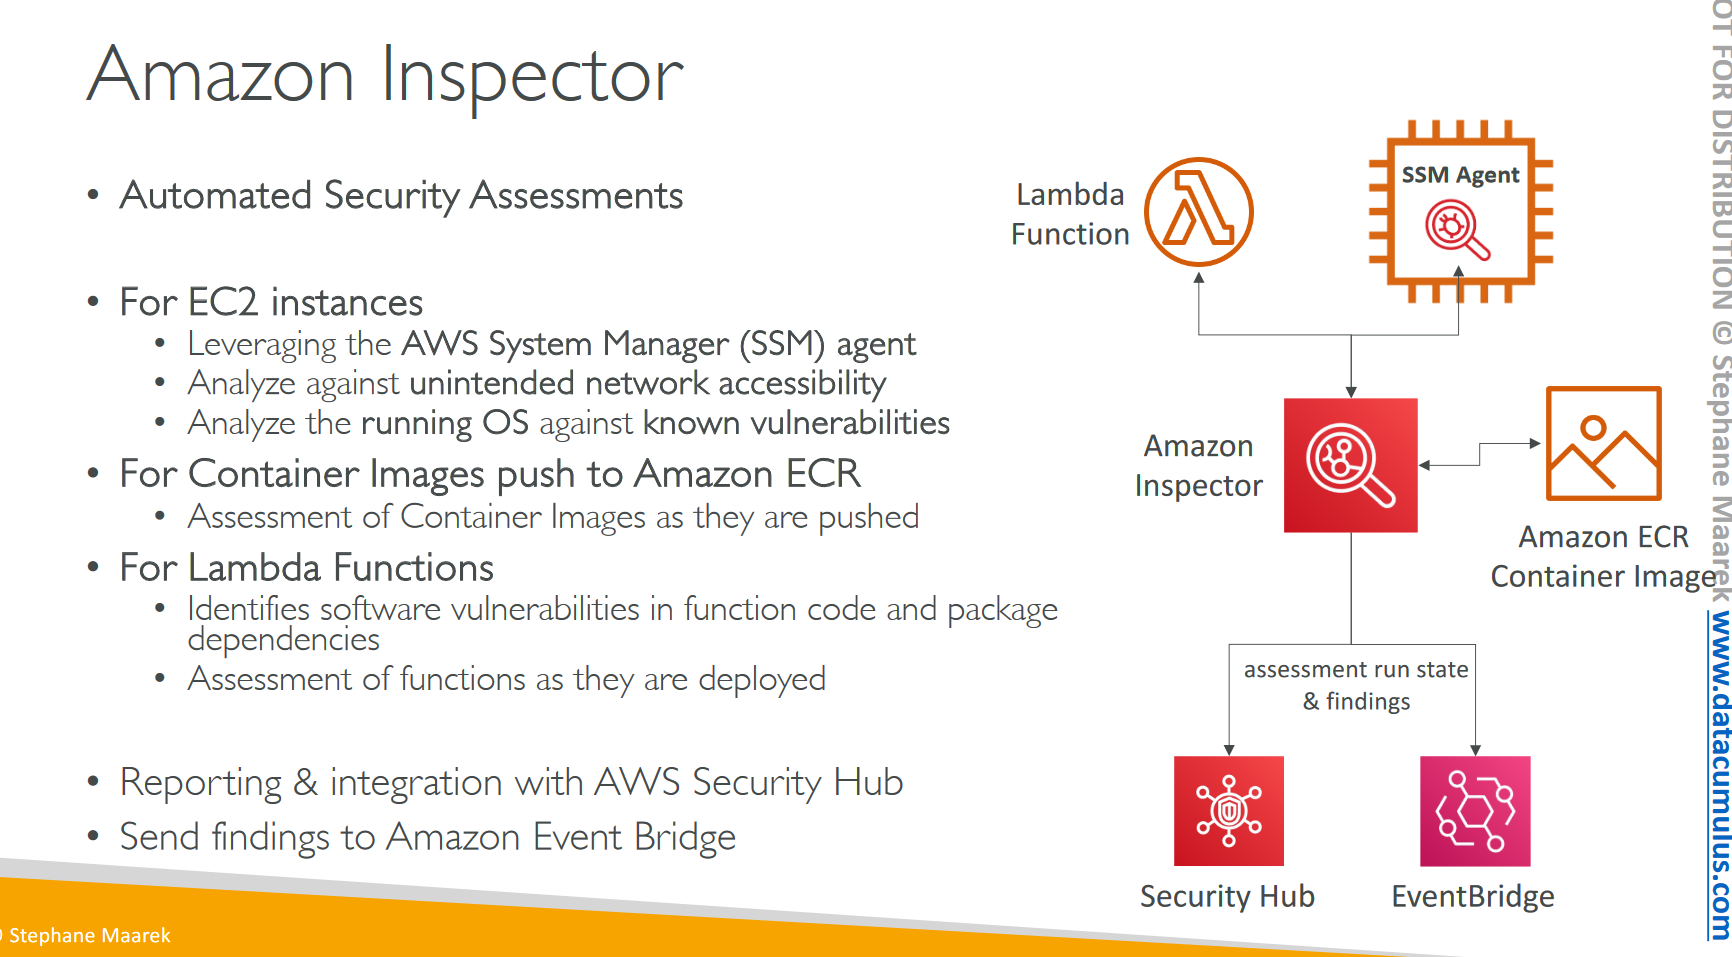 Amazon Inspector
• Automated Security Assessments
• For EC2 instances
• Leveraging the AWS System Manager (SSM) agent
• Analyze against unintended network accessibility
• Analyze the running OS against known vulnerabilities
• For Container Images push to Amazon ECR
• Assessment of Container Images as they are pushed
• For Lambda Functions
• Identifies software vulnerabilities in function code and package
dependencies
• Assessment of functions as they are deployed
• Reporting & integration with AWS Security Hub
• Send findings to Amazon Event Bridge
Lambda
Function
SSM Agent
Amazon
Inspector
Amazon ECR
Container Image
assessment run state
& findings
Security Hub
EventBridge
© Stephane Maarek
OT FOR DISTRIBUTION © Stephane Maarek www.datacumulus.com